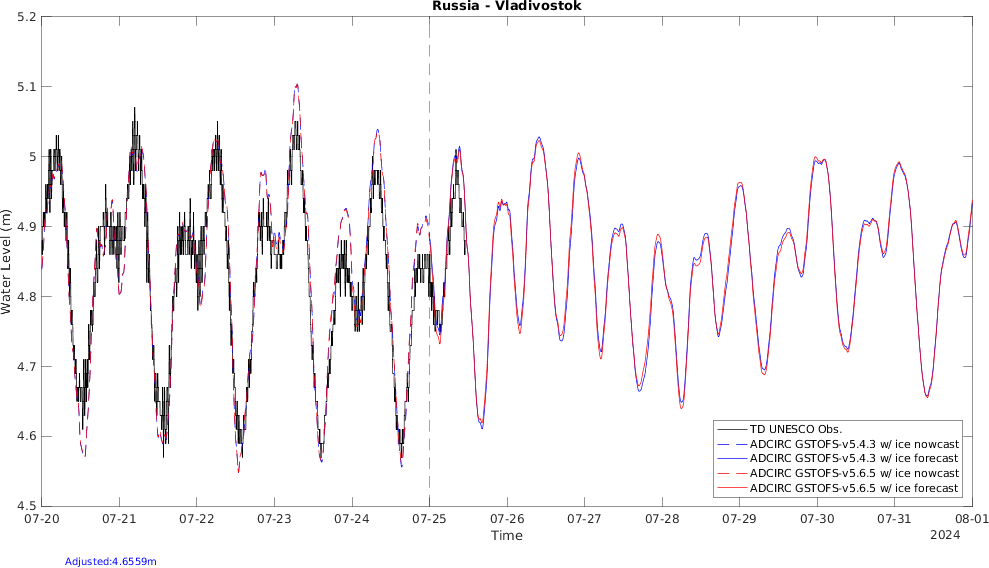 Russia - Vladivostok
5.2
5.1
5
4.9
4.8
4.7
4.6
4.5
Water Level (m)
TD UNESCO Obs.
ADCIRC GSTOFS-v5.4.3 w/ ice nowcast
ADCIRC GSTOFS-v5.4.3 w/ ice forecast
ADCIRC GSTOFS-v5.6.5 w/ ice nowcast
ADCIRC GSTOFS-v5.6.5 w/ ice forecast
07-20 07-21 07-22 07-23 07-24 07-25 07-26 07-27 07-28 07-29 07-30 07-31 08-01
Time
2024
Adjusted:4.6559m